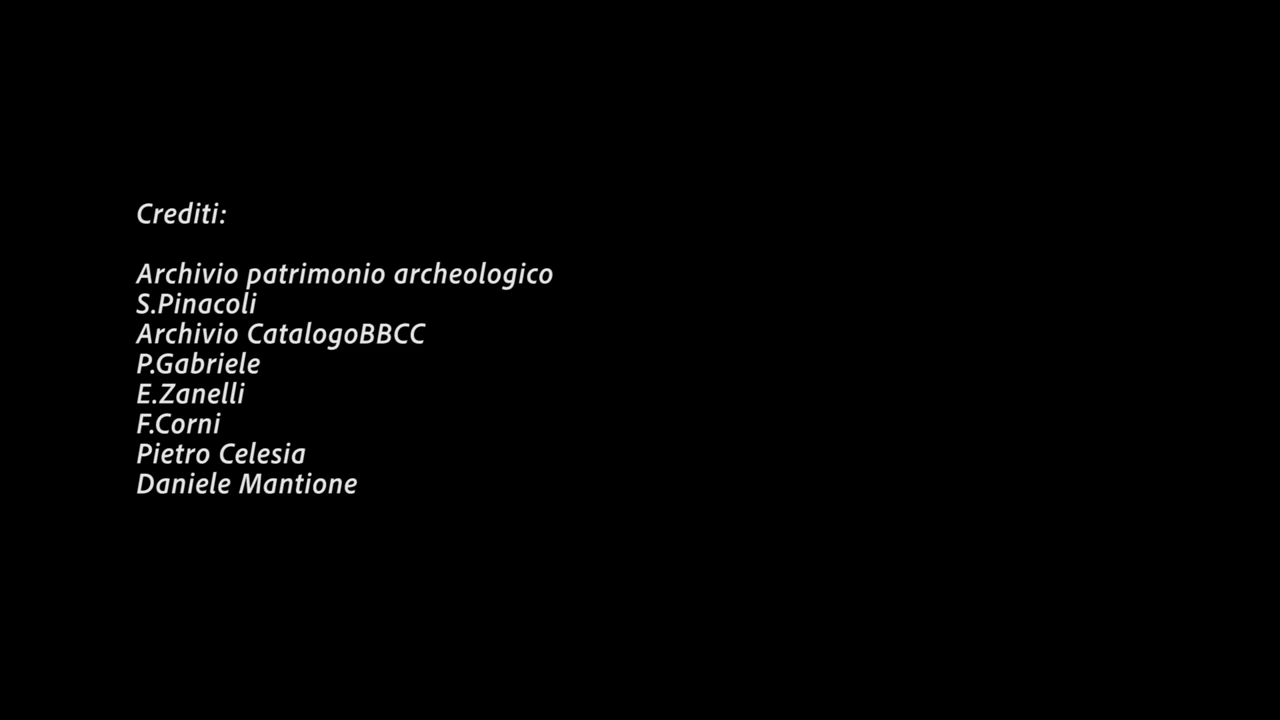 Crediti:
Archivio patrimonio archeologico
S.Pinacoli
Archivio CatalogoBBCC
P.Gabriele
E.Zanelli
F.Corni
Pietro Celesia
Daniele Mantione